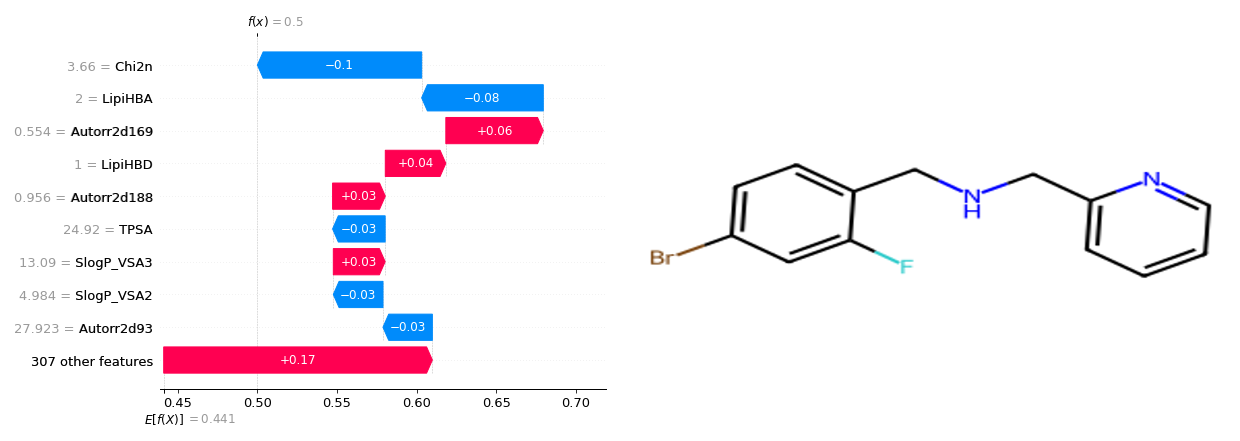 f(x) = 0.5
3.66 = Chi2n
−0.1
2 = LipiHBA
−0.08
0.554 = Autorr2d169
+0.06
1 = LipiHBD
+0.04
0.956 = Autorr2d188
+0.03
24.92 = TPSA
−0.03
13.09 = SlogP_VSA3
+0.03
4.984 = SlogP_VSA2
−0.03
27.923 = Autorr2d93
−0.03
307 other features
+0.17
0.45 0.50 0.55 0.60 0.65 0.70
E[f(X)] = 0.441
N
N
H
Br
F